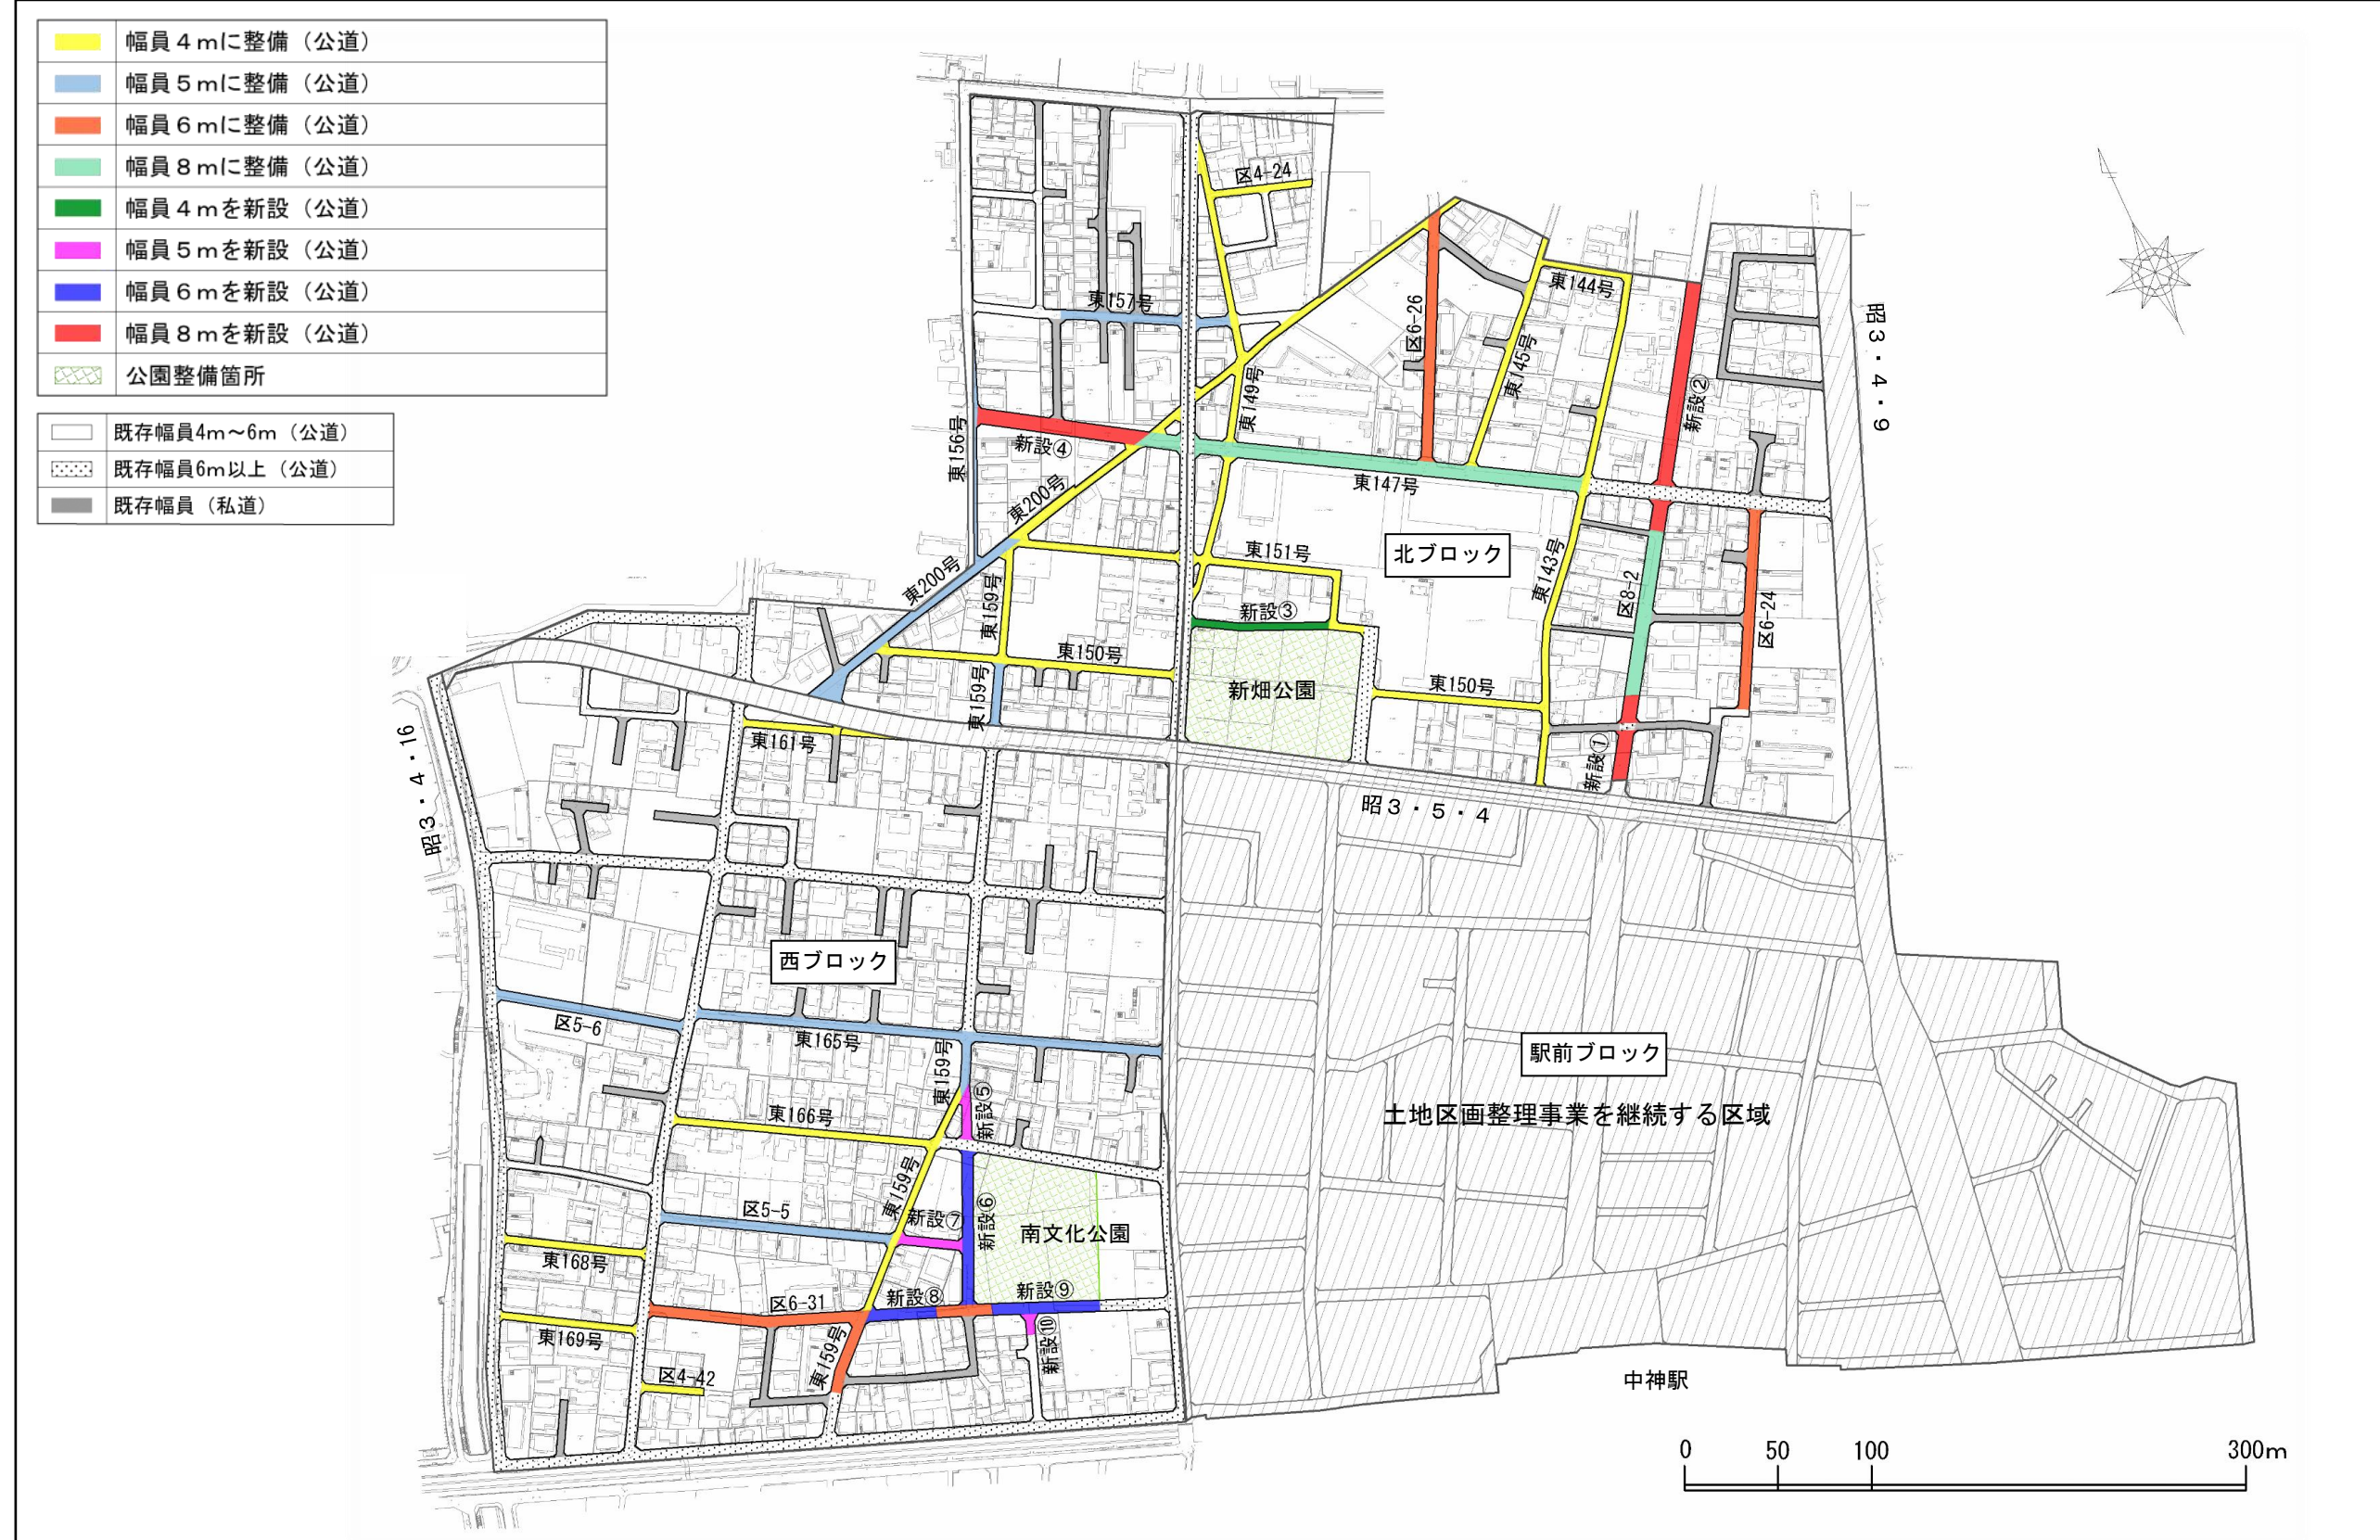 幅員4mに整備（公道）
幅員5mに整備（公道）
幅員6mに整備（公道）
幅員8mに整備（公道）
幅員4mを新設（公道）
幅員5mを新設（公道）
幅員6mを新設（公道）
幅員8mを新設（公道）
公園整備箇所
既存幅員4m～6m（公道）
既存幅員6m以上（公道）
既存幅員（私道）
区4-24
東157号
区6-26
東144号
東145号
昭3・4・9
新設②
東149号
東156号
新設④
東147号
東200号
東151号
北ブロック
東143号
区8-2
区6-24
東200号
東159号
新設③
東150号
新畑公園
東150号
東159号
東161号
新設①
昭3・4・16
昭3・5・4
西ブロック
区5-6
東165号
東159号
駅前ブロック
新設⑤
東166号
土地区画整理事業を継続する区域
東159号
区5-5
新設⑦
新設⑥
南文化公園
東168号
区6-31
新設⑧
新設⑨
東169号
東159号
新設⑩
区4-42
中神駅
0 50 100 300m